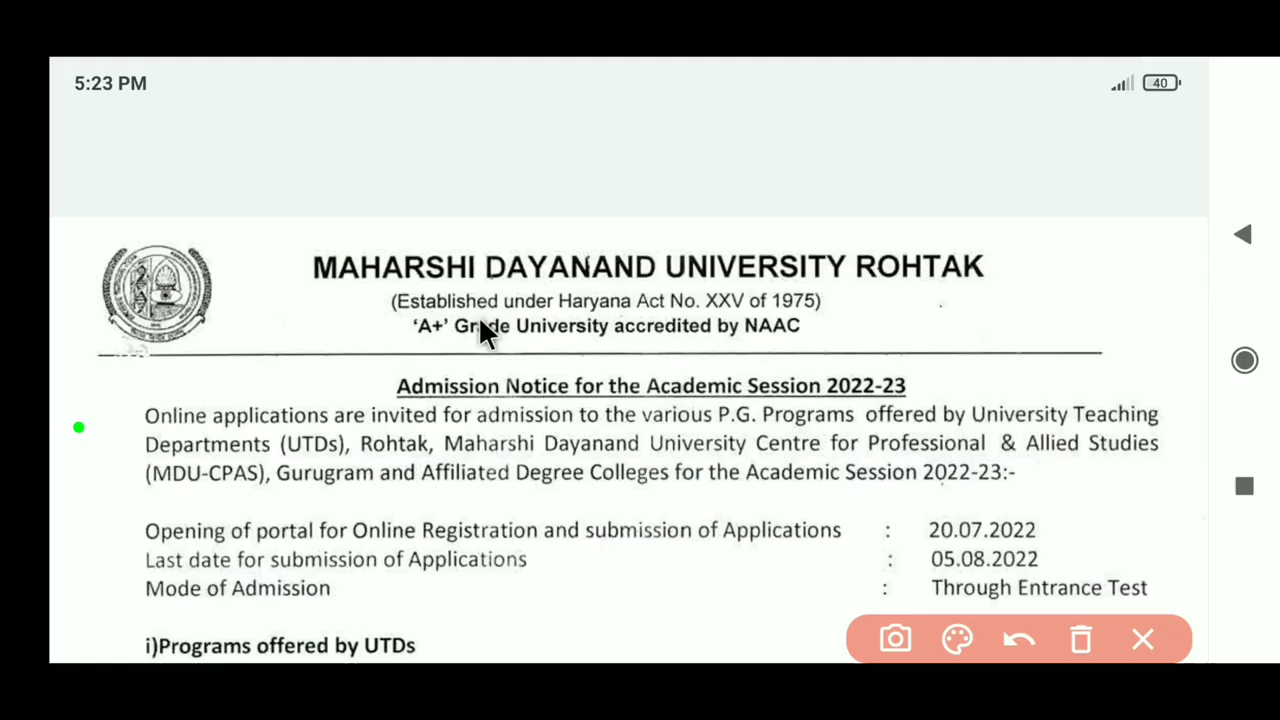 5:23 PM
40
MAHARSHI DAYANAND UNIVERSITY ROHTAK
(Established under Haryana Act No. XXV of 1975)
‘A+’ Grade University accredited by NAAC
Admission Notice for the Academic Session 2022-23
Online applications are invited for admission to the various P.G. Programs offered by University Teaching
Departments (UTDs), Rohtak, Maharshi Dayanand University Centre for Professional & Allied Studies
(MDU-CPAS), Gurugram and Affiliated Degree Colleges for the Academic Session 2022-23:-
Opening of portal for Online Registration and submission of Applications : 20.07.2022
Last date for submission of Applications : 05.08.2022
Mode of Admission : Through Entrance Test
i)Programs offered by UTDs